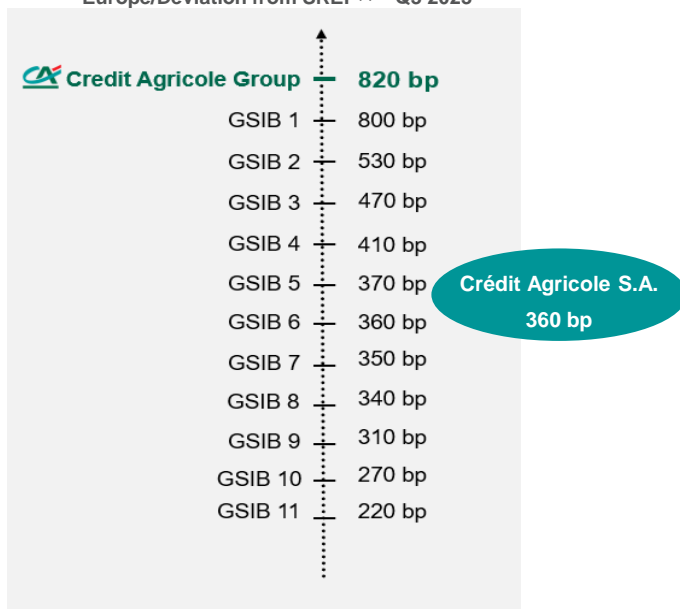 Credit Agricole Group 820 bp
GSIB 1 800 bp
GSIB 2 530 bp
GSIB 3 470 bp
GSIB 4 410 bp
GSIB 5 370 bp
Crédit Agricole S.A.
360 bp
GSIB 6 360 bp
GSIB 7 350 bp
GSIB 8 340 bp
GSIB 9 310 bp
GSIB 10 270 bp
GSIB 11 220 bp